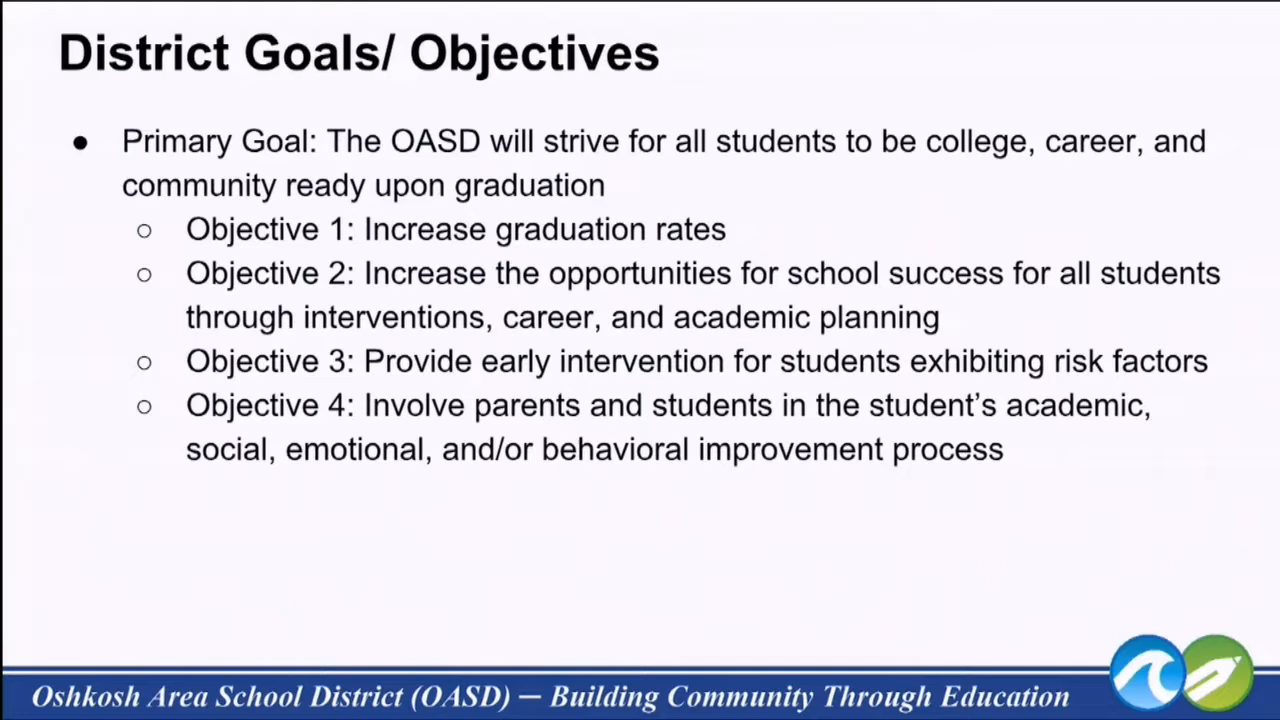 District Goals/ Objectives
● Primary Goal: The OASD will strive for all students to be college, career, and
community ready upon graduation
○ Objective 1: Increase graduation rates
○ Objective 2: Increase the opportunities for school success for all students
through interventions, career, and academic planning
○ Objective 3: Provide early intervention for students exhibiting risk factors
○ Objective 4: Involve parents and students in the student’s academic,
social, emotional, and/or behavioral improvement process
Oshkosh Area School District (OASD) — Building Community Through Education